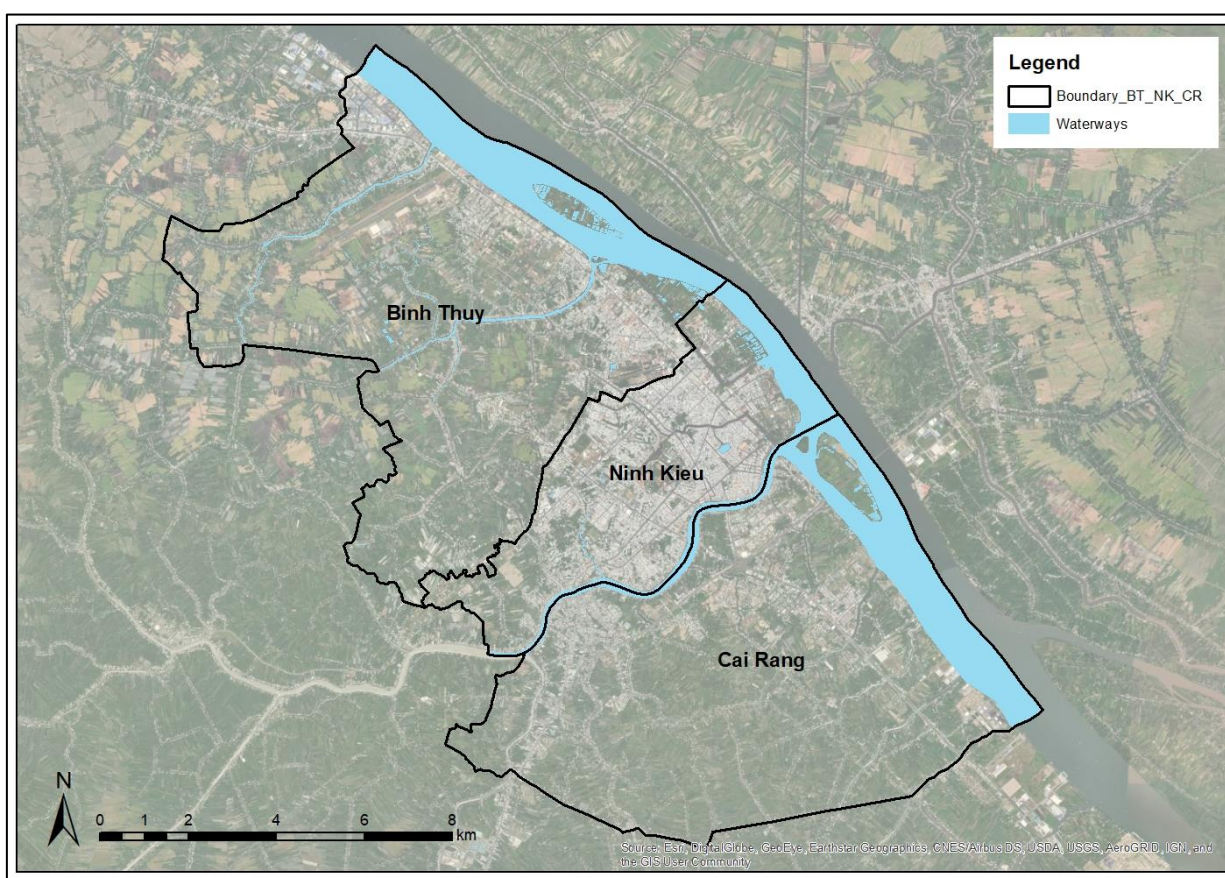 Legend
Boundary_BT_NK_CR
Waterways
Binh Thuy
Ninh Kieu
Cai Rang
N
0 1 2 4 6 8
km
Source: Esri, DigitalGlobe, GeoEye, Earthstar Geographics, CNES/Airbus DS, USDA, USGS, AeroGRID, IGN, and
the GIS User Community